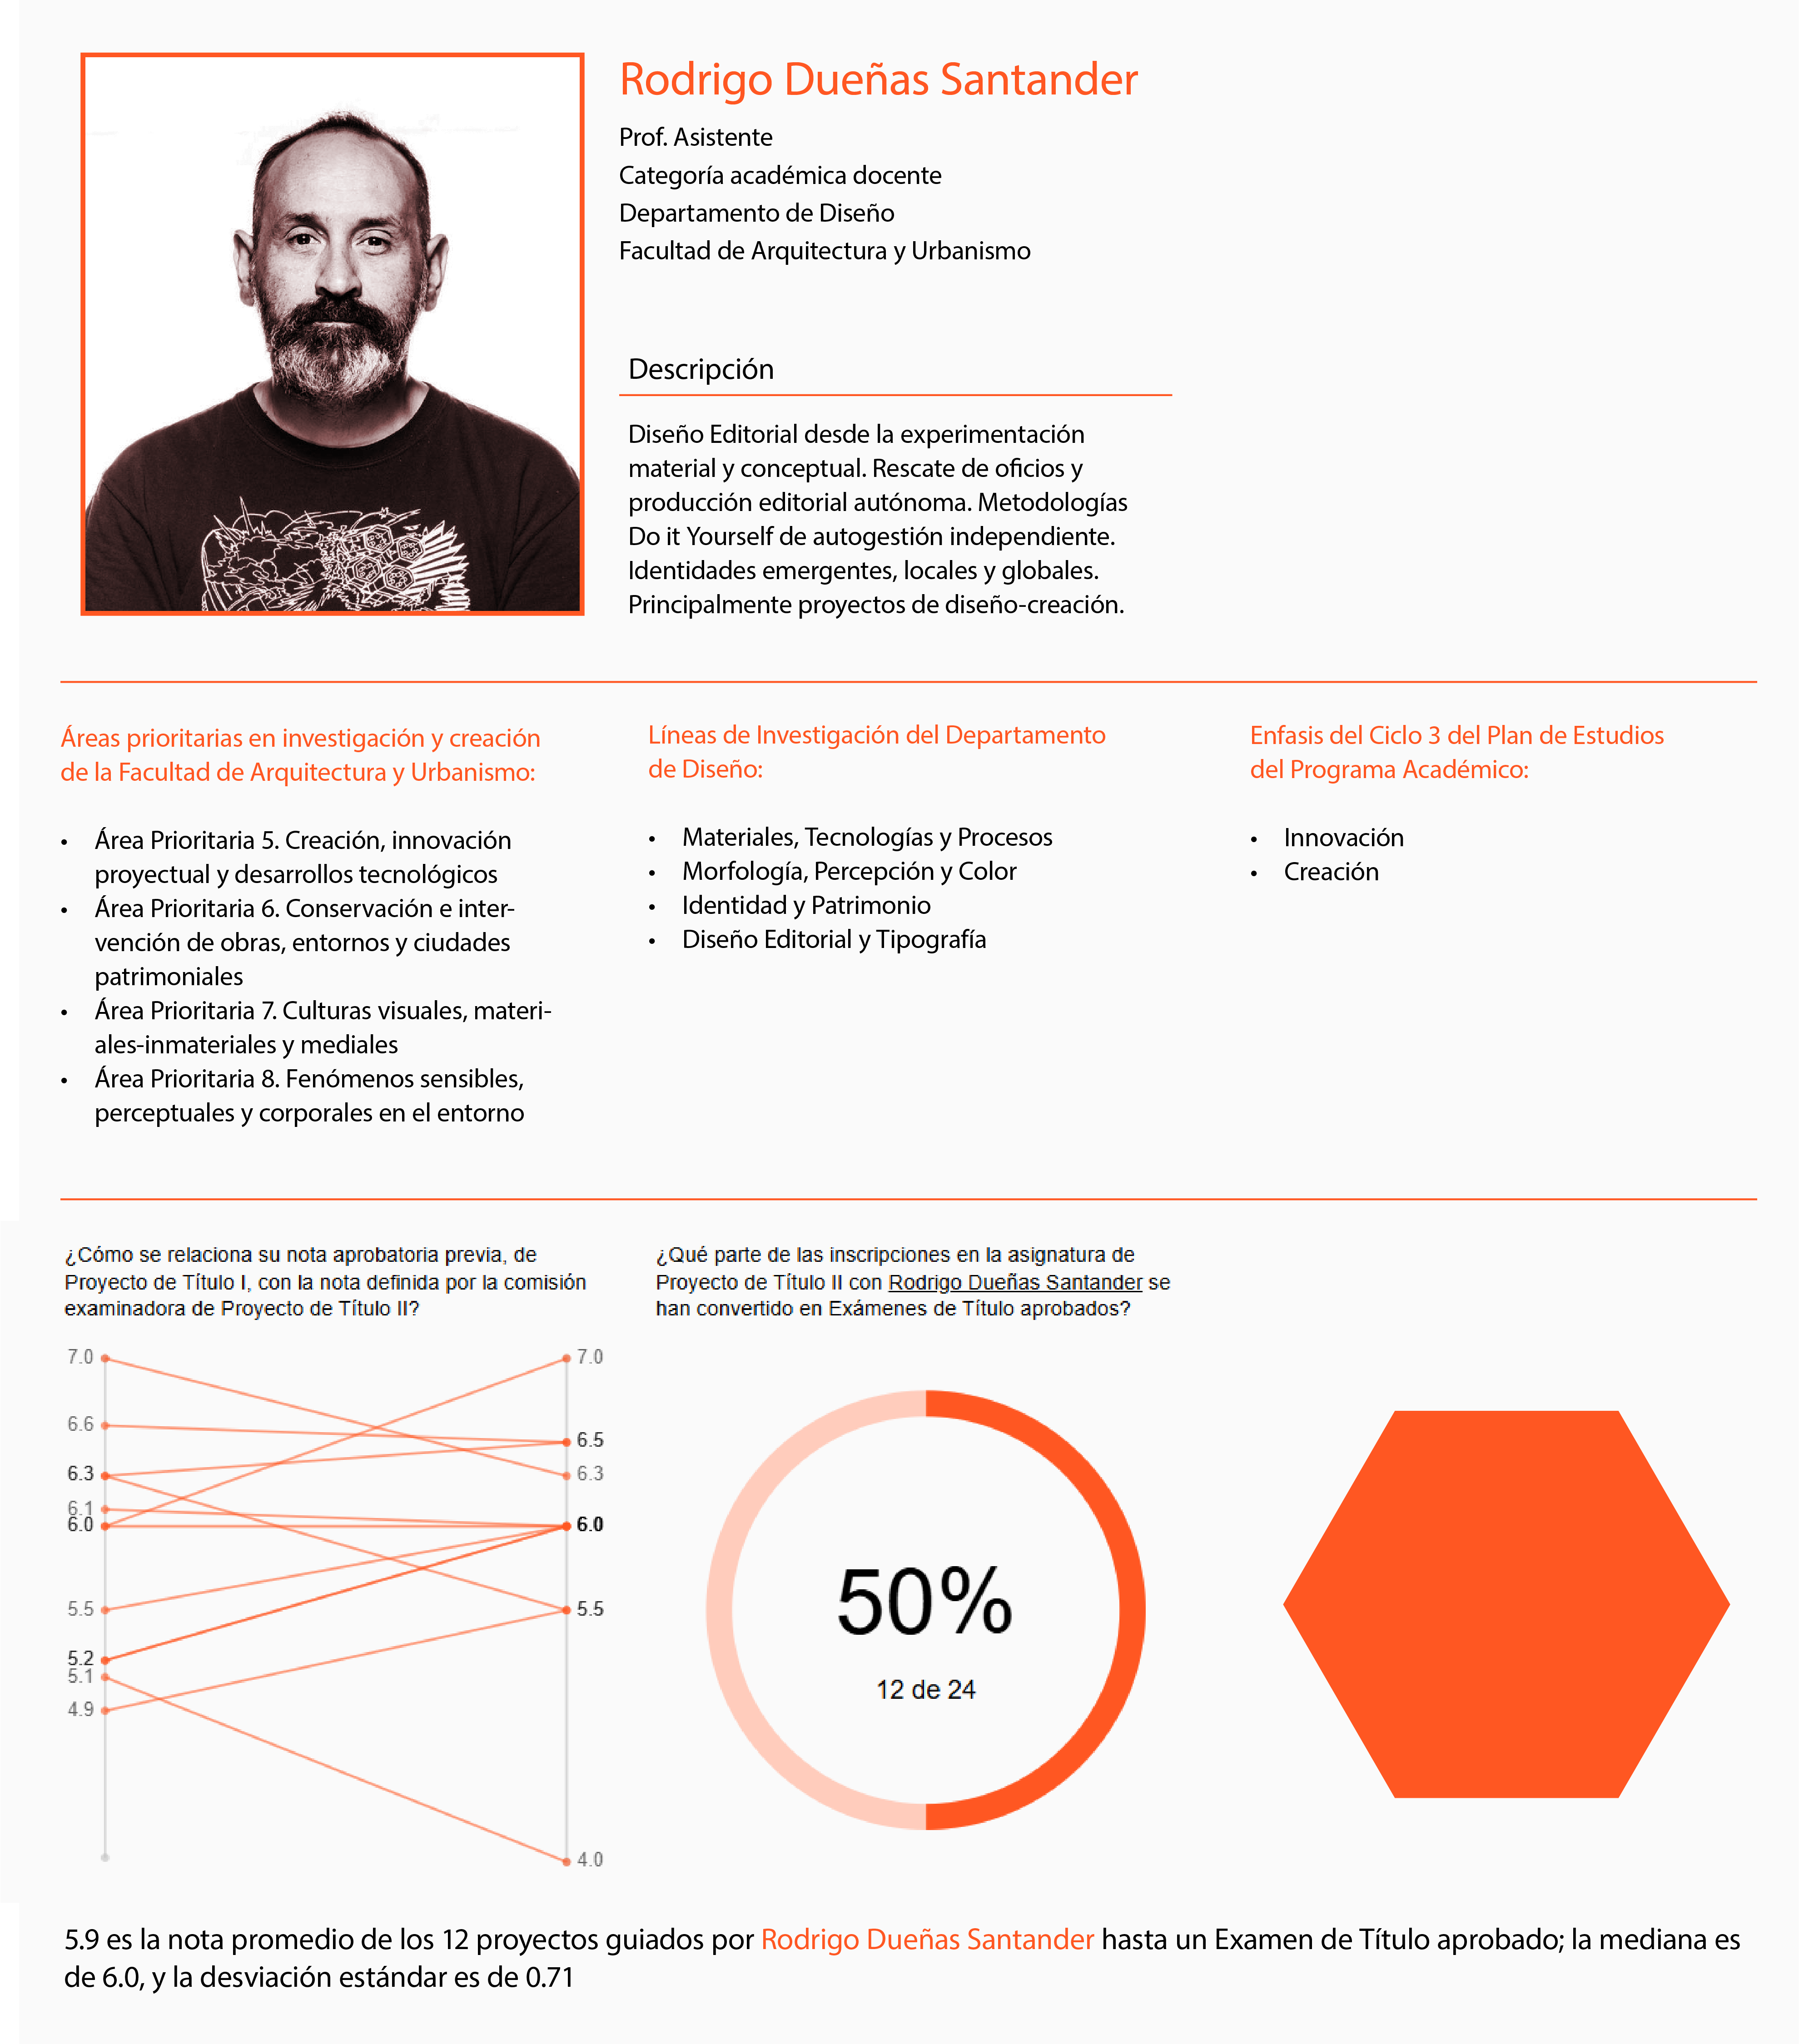 Rodrigo Dueñas Santander
Prof. Asistente
Categoría académica docente
Departamento de Diseño
Facultad de Arquitectura y Urbanismo
Descripción
Diseño Editorial desde la experimentación
material y conceptual. Rescate de oficios y
producción editorial autónoma. Metodologías
Do it Yourself de autogestión independiente.
Identidades emergentes, locales y globales.
Principalmente proyectos de diseño-creación.
Áreas prioritarias en investigación y creación
de la Facultad de Arquitectura y Urbanismo:
• Área Prioritaria 5. Creación, innovación
proyectual y desarrollos tecnológicos
• Área Prioritaria 6. Conservación e inter-
vención de obras, entornos y ciudades
patrimoniales
• Área Prioritaria 7. Culturas visuales, materi-
ales-inmateriales y mediales
• Área Prioritaria 8. Fenómenos sensibles,
perceptuales y corporales en el entorno
Líneas de Investigación del Departamento
de Diseño:
• Materiales, Tecnologías y Procesos
• Morfología, Percepción y Color
• Identidad y Patrimonio
• Diseño Editorial y Tipografía
Enfasis del Ciclo 3 del Plan de Estudios
del Programa Académico:
• Innovación
• Creación
¿Cómo se relaciona su nota aprobatoria previa, de
Proyecto de Título I, con la nota definida por la comisión
examinadora de Proyecto de Título II?
7.0
6.6
6.3
6.1
6.0
5.5
5.2
5.1
4.9
7.0
6.5
6.3
6.0
5.5
4.0
¿Qué parte de las inscripciones en la asignatura de
Proyecto de Título II con Rodrigo Dueñas Santander se
han convertido en Exámenes de Título aprobados?
50%
12 de 24
5.9 es la nota promedio de los 12 proyectos guiados por Rodrigo Dueñas Santander hasta un Examen de Título aprobado; la mediana es
de 6.0, y la desviación estándar es de 0.71